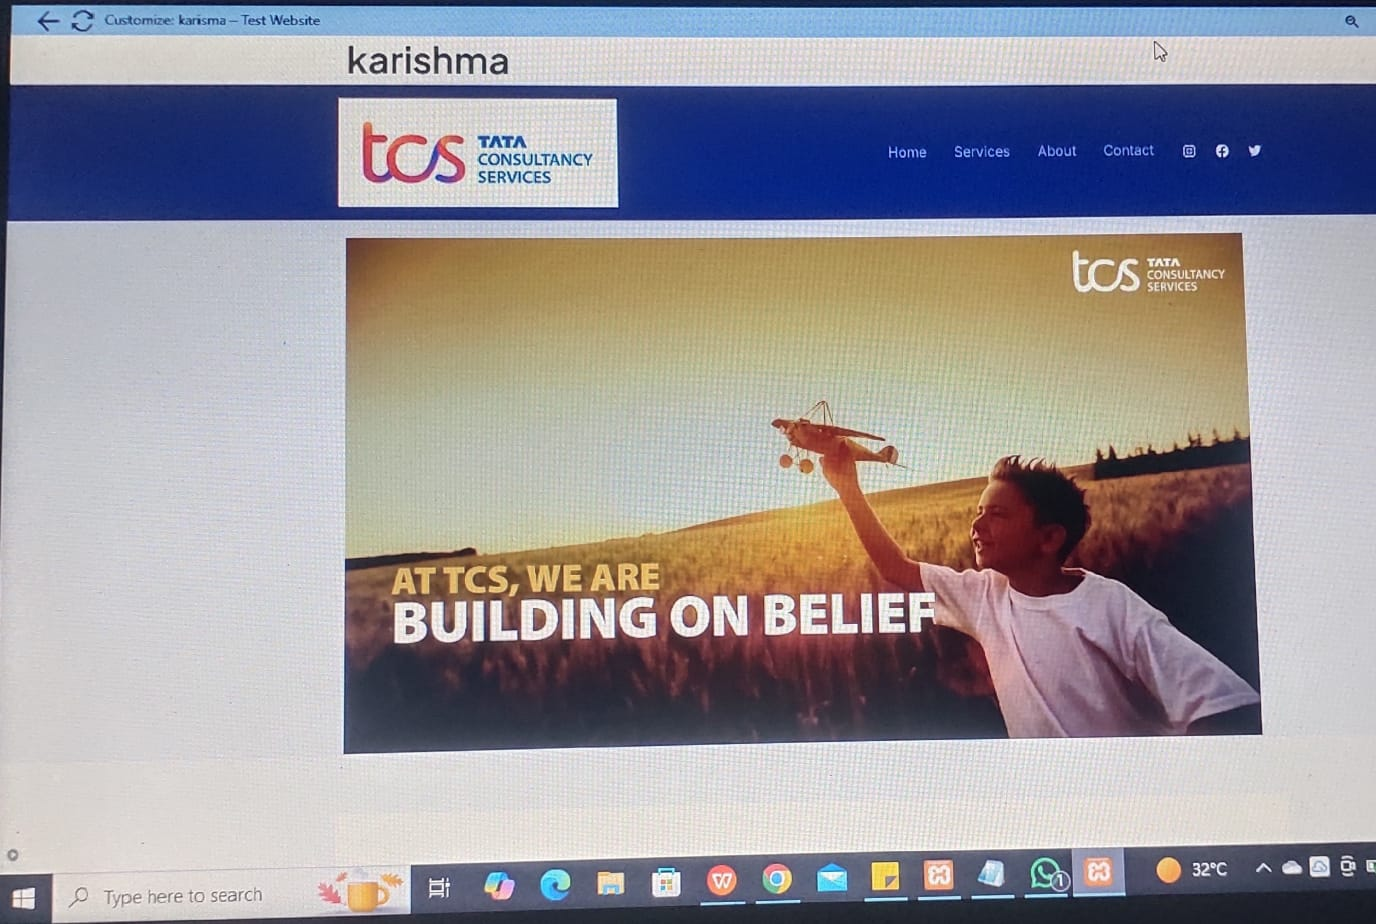 Customize: karisma – Test Website
karishma
tcs TATA
CONSULTANCY
SERVICES
Home Services About Contact
tcs TATA
CONSULTANCY
SERVICES
AT TCS, WE ARE
BUILDING ON BELIEF
Type here to search
1
32°C